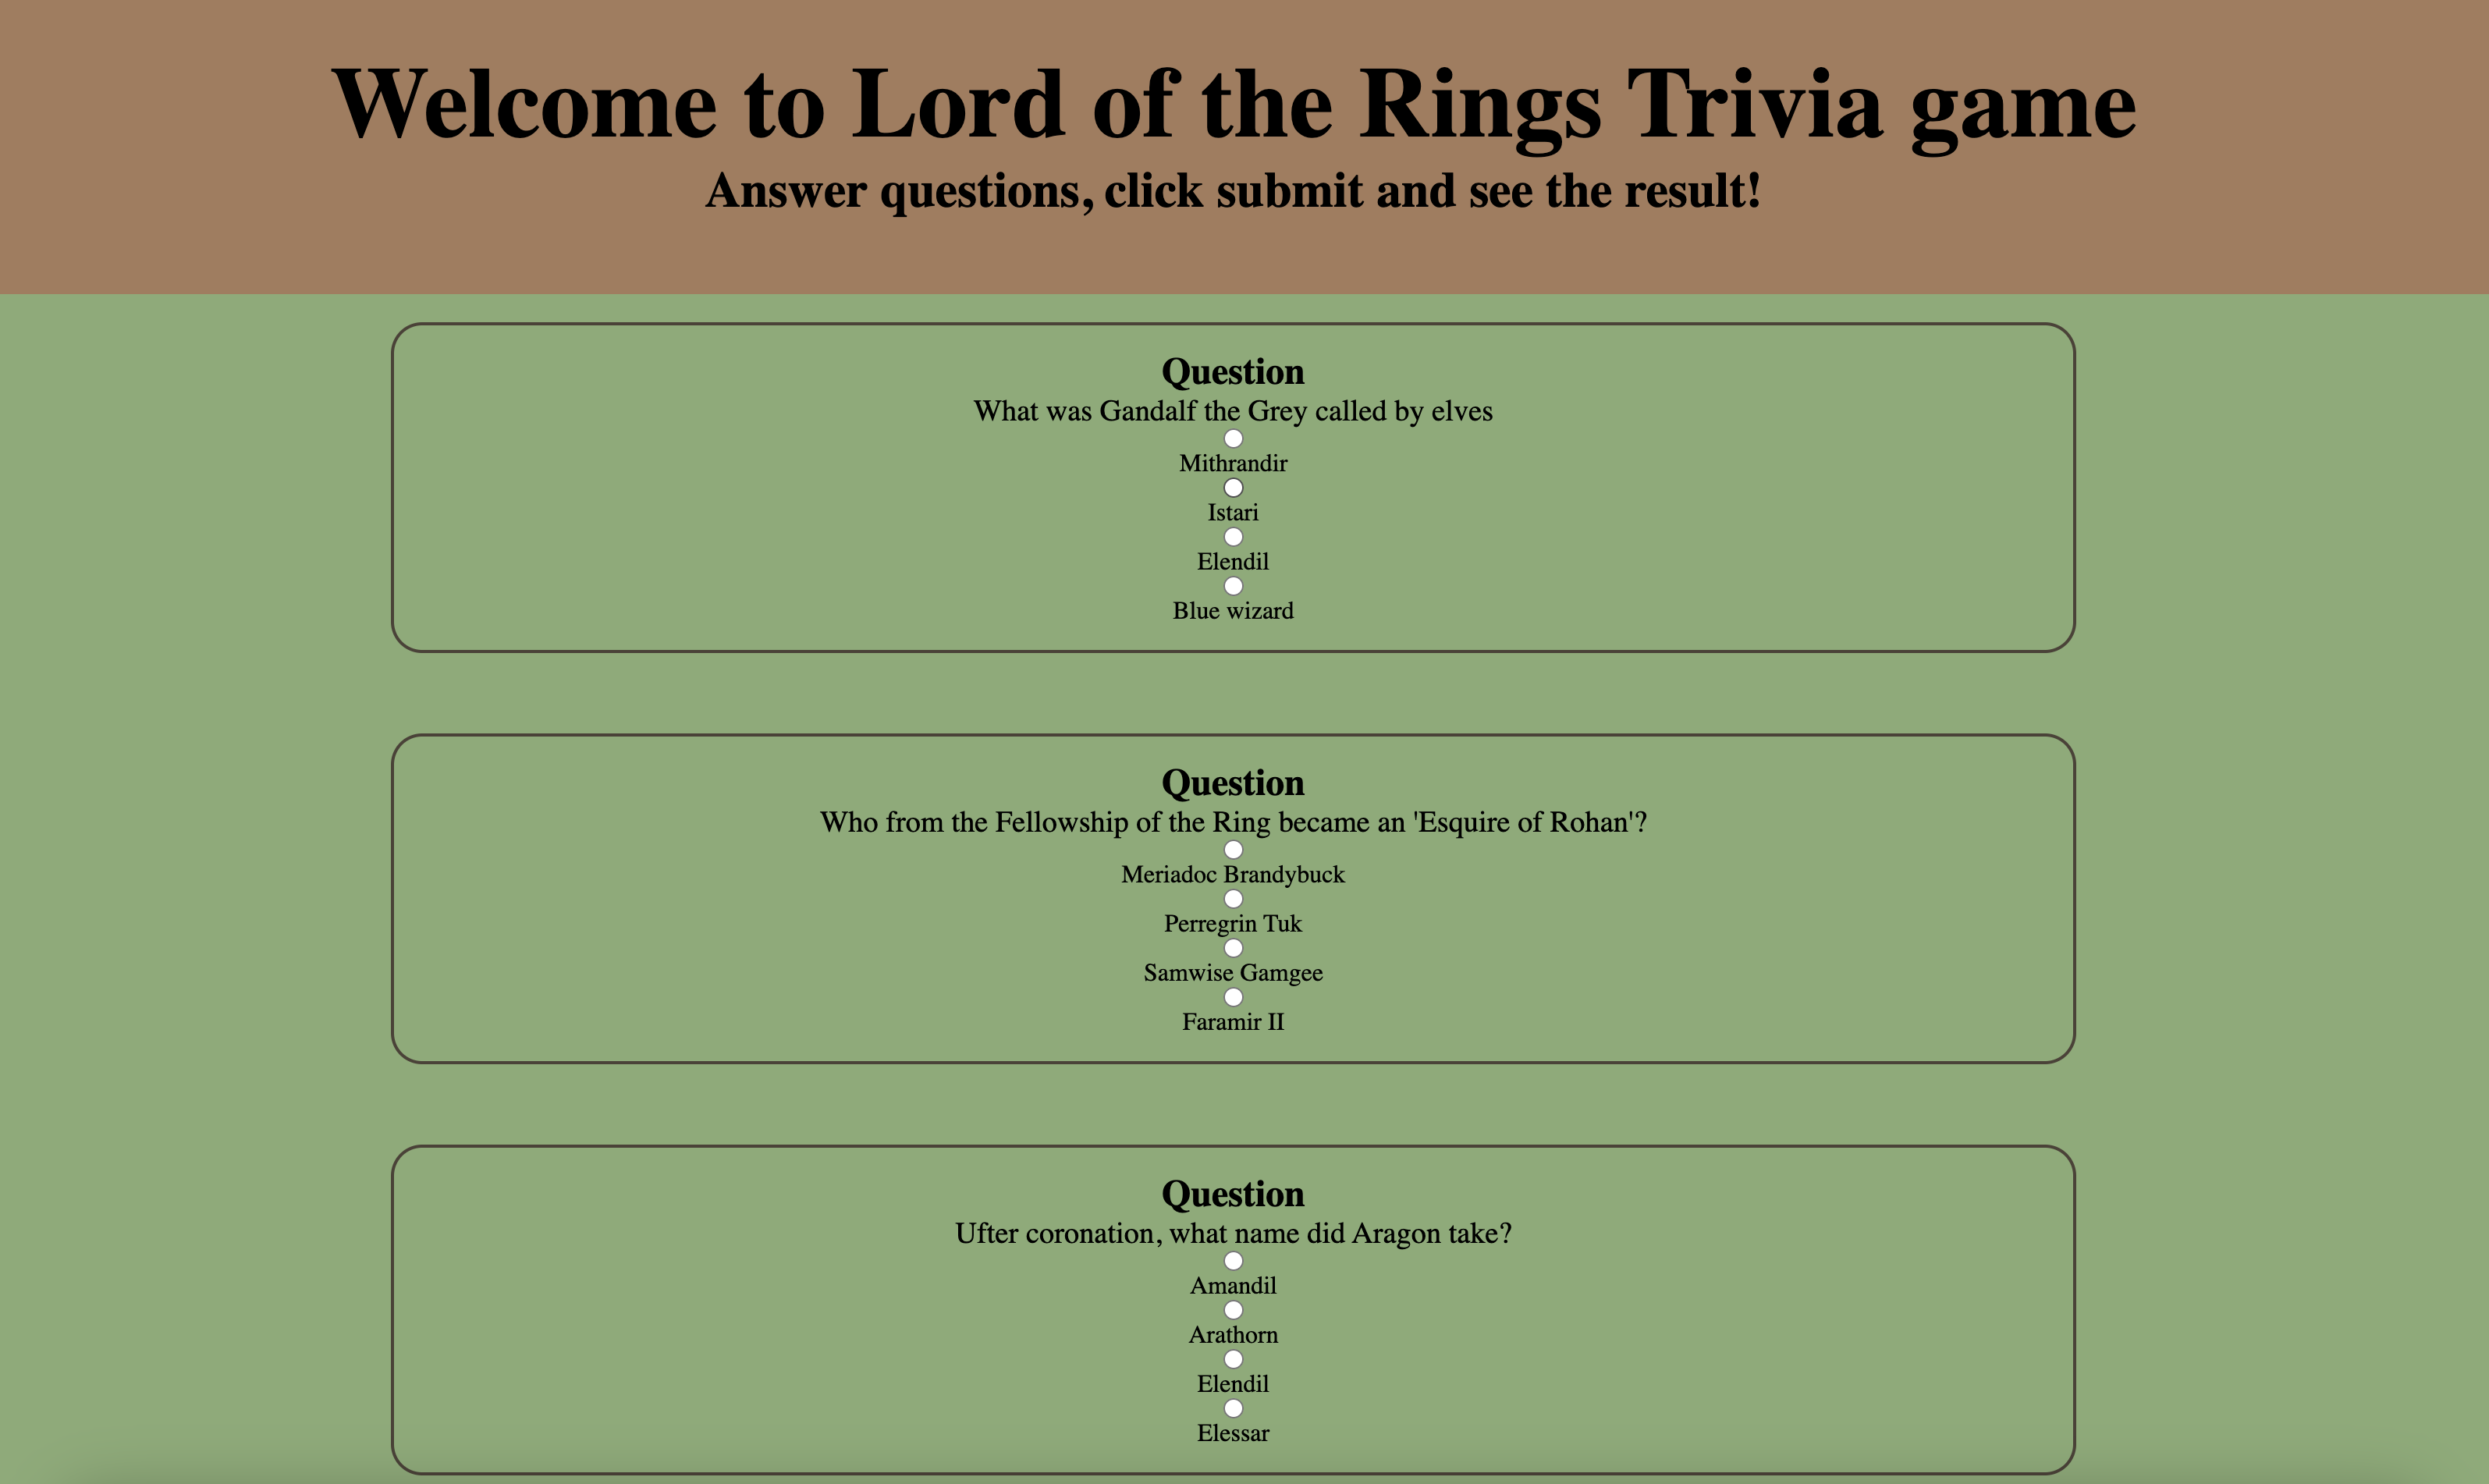 Welcome to Lord of the Rings Trivia game
Answer questions, click submit and see the result!
Question
What was Gandalf the Grey called by elves
Mithrandir
Istari
Elendil
Blue wizard
Question
Who from the Fellowship of the Ring became an 'Esquire of Rohan'?
Meriadoc Brandybuck
Perregrin Tuk
Samwise Gamgee
Faramir II
Question
Ufter coronation, what name did Aragon take?
Amandil
Arathorn
Elendil
Elessar